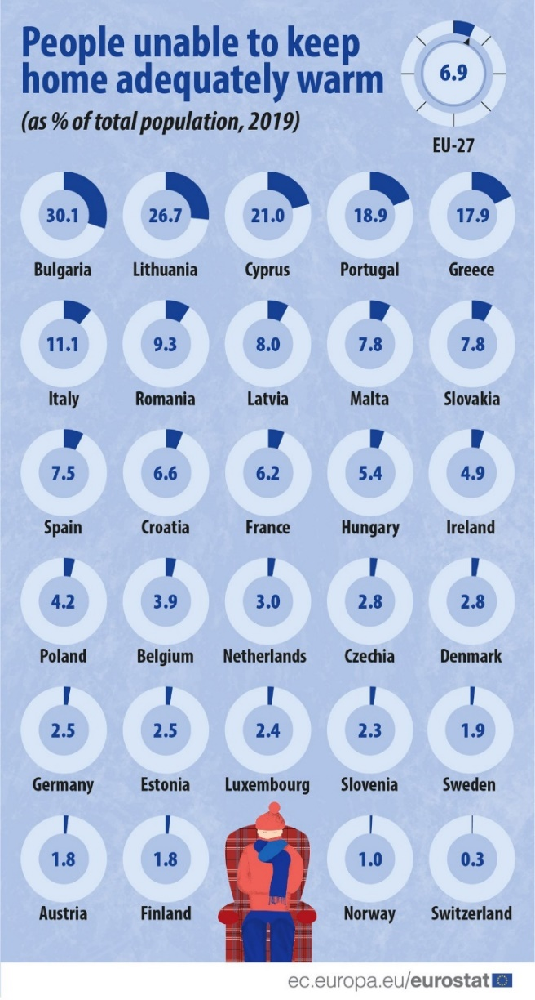 People unable to keep
home adequately warm
(as % of total population, 2019)
6.9
EU-27
30.1 26.7 21.0 18.9 17.9
Bulgaria Lithuania Cyprus Portugal Greece
11.1 9.3 8.0 7.8 7.8
Italy Romania Latvia Malta Slovakia
7.5 6.6 6.2 5.4 4.9
Spain Croatia France Hungary Ireland
4.2 3.9 3.0 2.8 2.8
Poland Belgium Netherlands Czechia Denmark
2.5 2.5 2.4 2.3 1.9
Germany Estonia Luxembourg Slovenia Sweden
1.8 1.8 1.0 0.3
Austria Finland Norway Switzerland
ec.europa.eu/eurostat